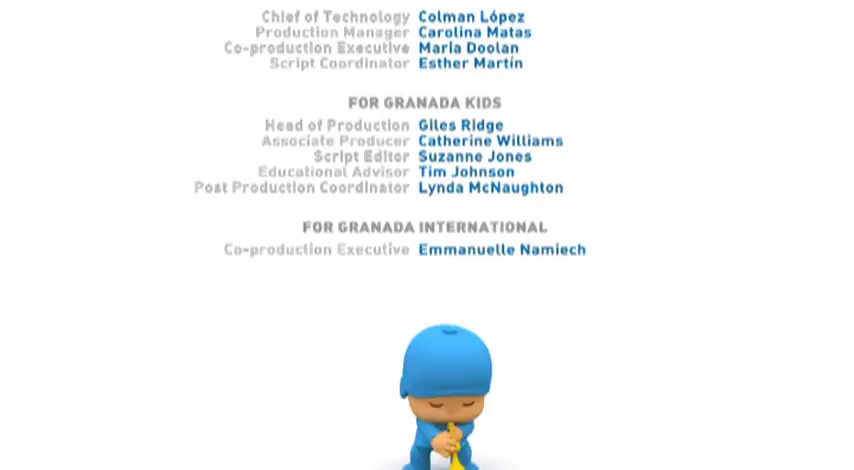 Chief of Technology Colman López
Production Manager Carolina Matas
Co-production Executive Maria Doolan
Script Coordinator Esther Martín
FOR GRANADA KIDS
Head of Production Giles Ridge
Associate Producer Catherine Williams
Script Editor Suzanne Jones
Educational Advisor Tim Johnson
Post Production Coordinator Lynda McNaughton
FOR GRANADA INTERNATIONAL
Co-production Executive Emmanuelle Namiech